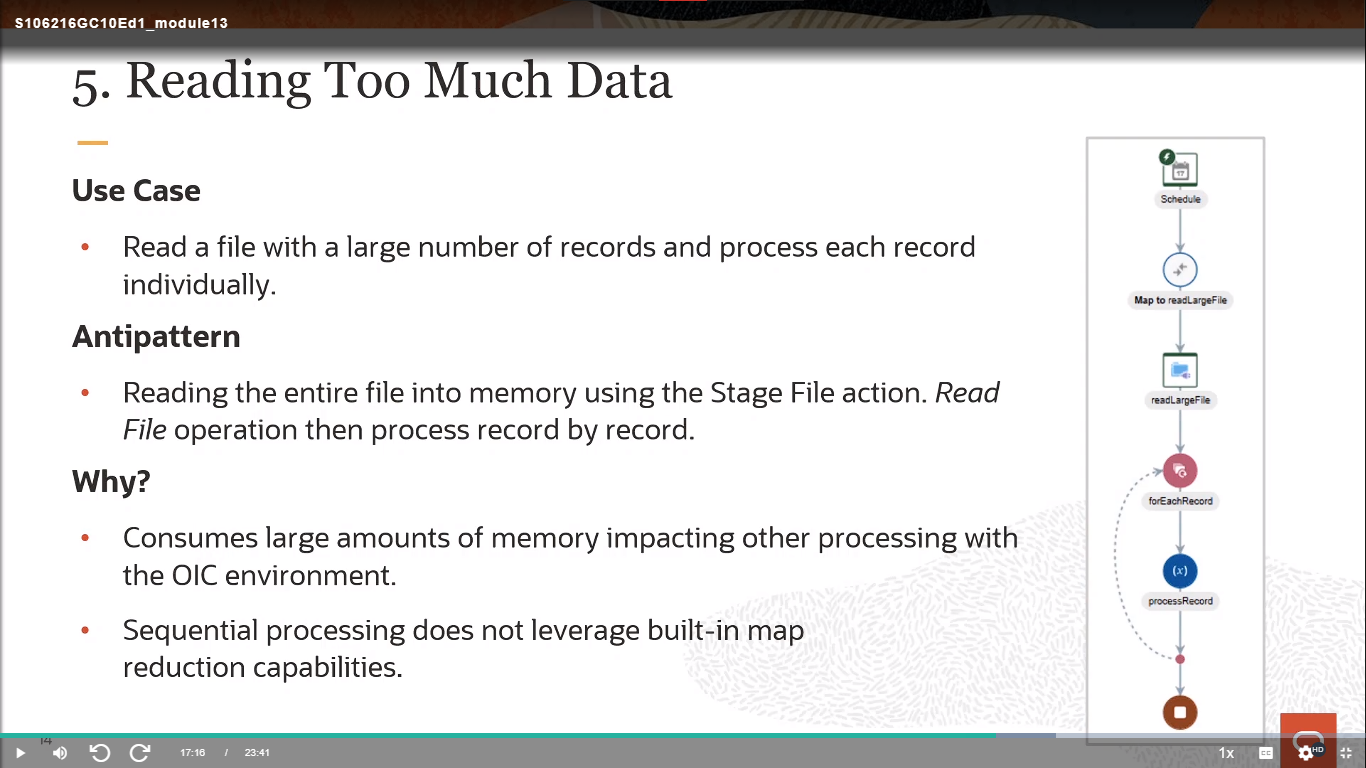 S106216GC10Ed1_module13
5. Reading Too Much Data
Use Case
• Read a file with a large number of records and process each record
individually.
Antipattern
• Reading the entire file into memory using the Stage File action. Read
File operation then process record by record.
Why?
• Consumes large amounts of memory impacting other processing with
the OIC environment.
• Sequential processing does not leverage built-in map
reduction capabilities.
17
Schedule
Map to readLargeFile
readLargeFile
forEachRecord
(x)
processRecord
14
17:16 / 23:41
1x
CC
HD